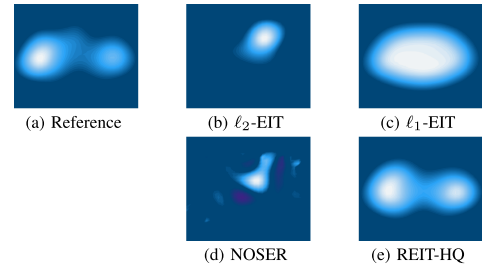 (a) Reference
(b) ℓ₂-EIT
(c) ℓ₁-EIT
(d) NOSER
(e) REIT-HQ